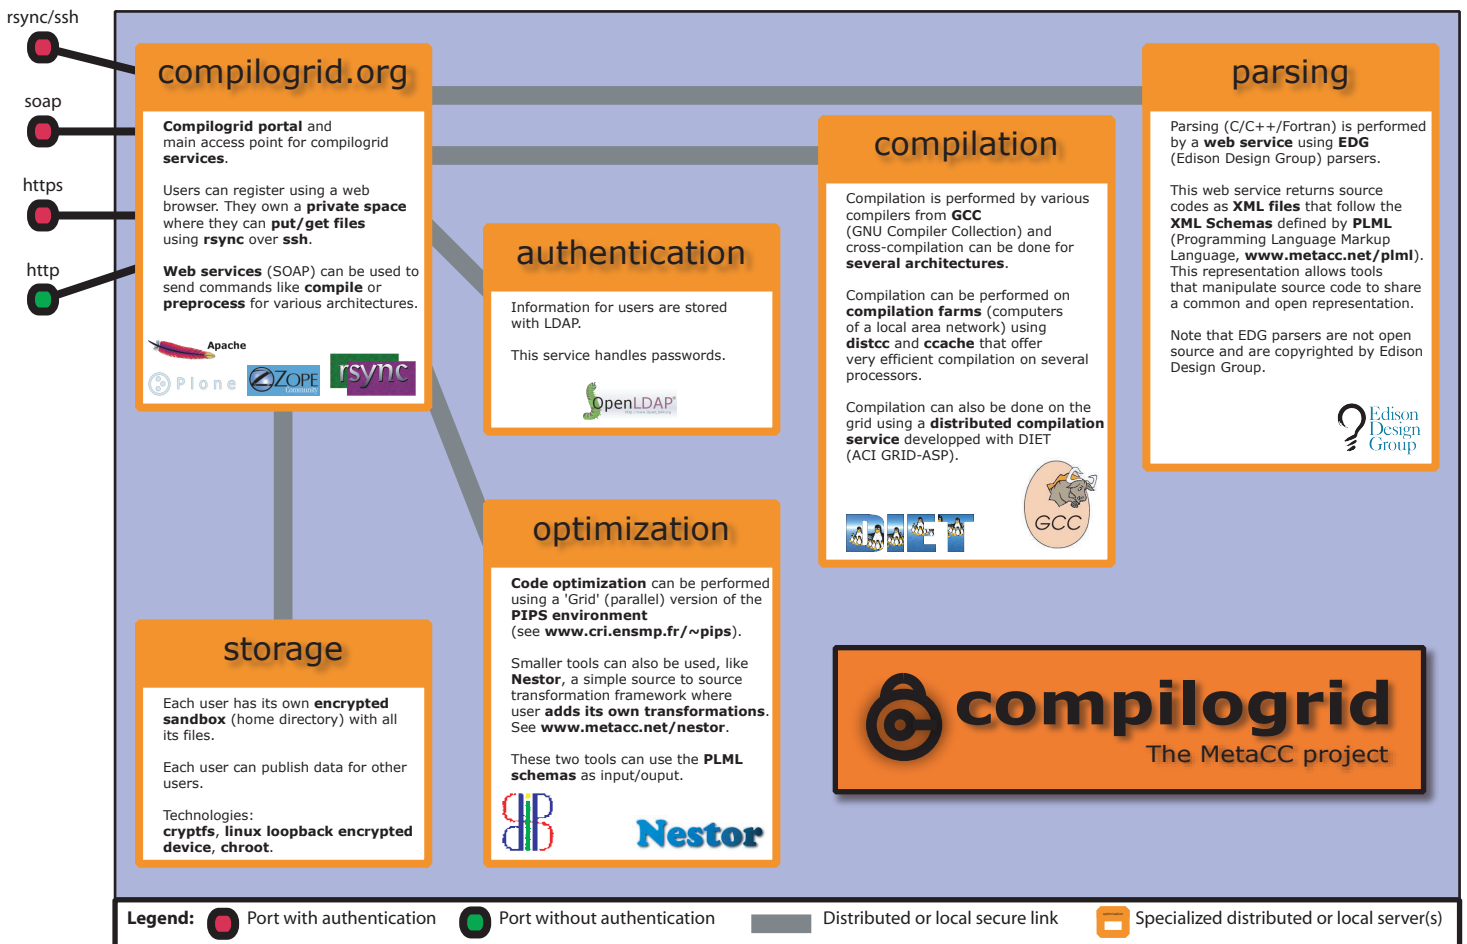 rsync/ssh
soap
https
http
compilogrid.org
Compilogrid portal and
main access point for compilogrid
services.
Users can register using a web
browser. They own a private space
where they can put/get files
using rsync over ssh.
Web services (SOAP) can be used to
send commands like compile or
preprocess for various architectures.
Apache
Plone
ZOPE
Community
rsync
authentication
Information for users are stored
with LDAP.
This service handles passwords.
OpenLDAP
compilation
Compilation is performed by various
compilers from GCC
(GNU Compiler Collection) and
cross-compilation can be done for
several architectures.
Compilation can be performed on
compilation farms (computers
of a local area network) using
distcc and ccache that offer
very efficient compilation on several
processors.
Compilation can also be done on the
grid using a distributed compilation
service developped with DIET
(ACI GRID-ASP).
DIET
GCC
parsing
Parsing (C/C++/Fortran) is performed
by a web service using EDG
(Edison Design Group) parsers.
This web service returns source
codes as XML files that follow the
XML Schemas defined by PLML
(Programming Language Markup
Language, www.metacc.net/plml).
This representation allows tools
that manipulate source code to share
a common and open representation.
Note that EDG parsers are not open
source and are copyrighted by Edison
Design Group.
Edison
Design
Group
storage
Each user has its own encrypted
sandbox (home directory) with all
its files.
Each user can publish data for other
users.
Technologies:
cryptfs, linux loopback encrypted
device, chroot.
optimization
Code optimization can be performed
using a 'Grid' (parallel) version of the
PIPS environment
(see www.cri.ensmp.fr/~pips).
Smaller tools can also be used, like
Nestor, a simple source to source
transformation framework where
user adds its own transformations.
See www.metacc.net/nestor.
These two tools can use the PLML
schemas as input/ouput.
Nestor
compilogrid
The MetaCC project
Legend:
Port with authentication
Port without authentication
Distributed or local secure link
Specialized distributed or local server(s)